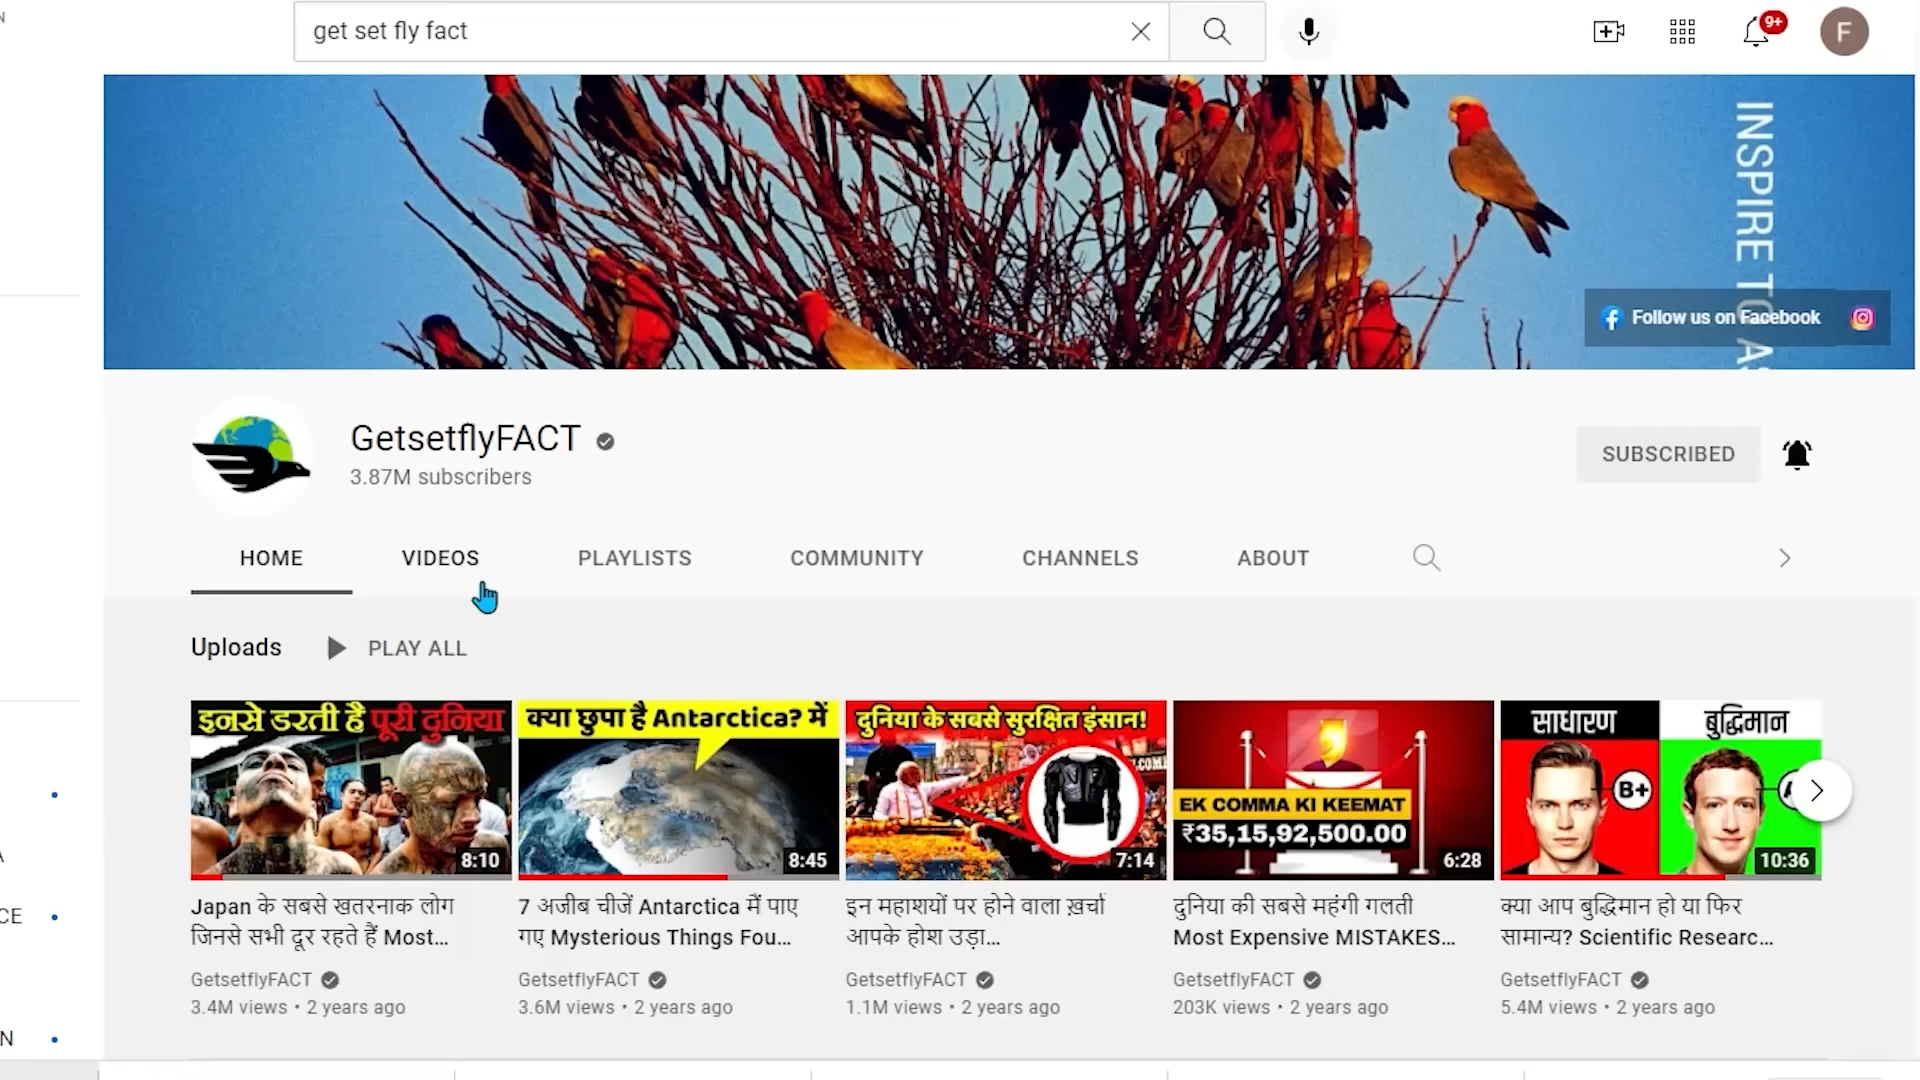 get set fly fact
9+
F
INSPIRE TO AS
Follow us on Facebook
GetsetflyFACT
3.87M subscribers
SUBSCRIBED
HOME
VIDEOS
PLAYLISTS
COMMUNITY
CHANNELS
ABOUT
Uploads
PLAY ALL
इनसे डरती है पूरी दुनिया
8:10
क्या छुपा है Antarctica? में
8:45
दुनिया के सबसे सुरक्षित इंसान!
7:14
EK COMMA KI KEEMAT
₹35,15,92,500.00
6:28
साधारण
बुद्धिमान
B+
10:36
Japan के सबसे खतरनाक लोग
जिनसे सभी दूर रहते हैं Most...
GetsetflyFACT
3.4M views • 2 years ago
7 अजीब चीजें Antarctica मैं पाए
गए Mysterious Things Fou...
GetsetflyFACT
3.6M views • 2 years ago
इन महाशयों पर होने वाला ख़र्चा
आपके होश उड़ा...
GetsetflyFACT
1.1M views • 2 years ago
दुनिया की सबसे महंगी गलती
Most Expensive MISTAKES...
GetsetflyFACT
203K views • 2 years ago
क्या आप बुद्धिमान हो या फिर
सामान्य? Scientific Researc...
GetsetflyFACT
5.4M views • 2 years ago